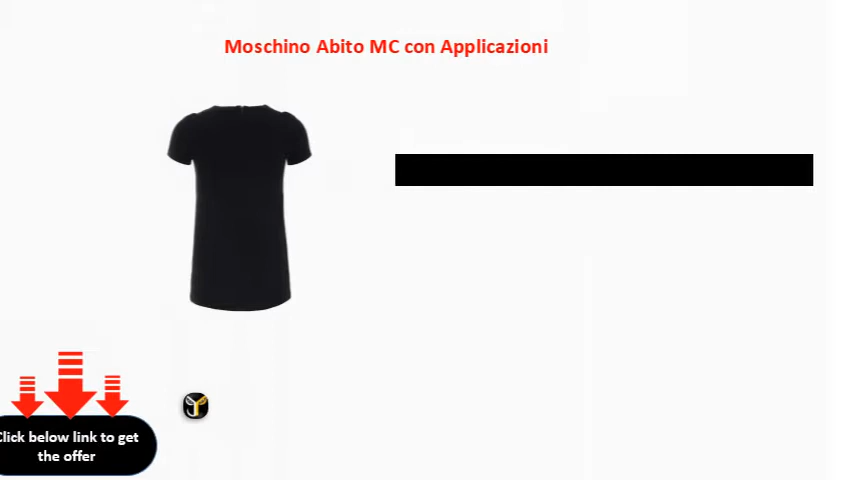 Moschino Abito MC con Applicazioni
Click below link to get
the offer